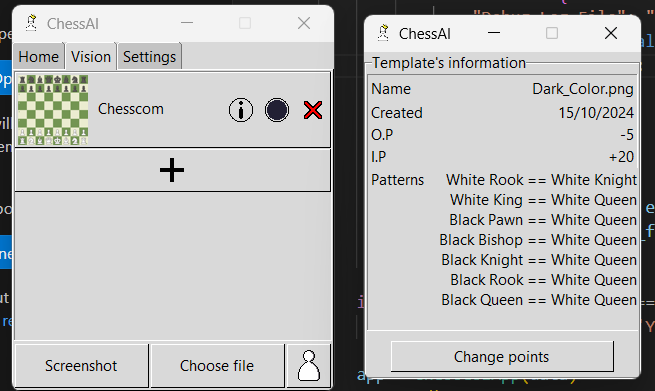 ChessAI
Home Vision Settings
Chesscom
Screenshot Choose file
ChessAI
Template's information
Name Dark_Color.png
Created 15/10/2024
O.P -5
I.P +20
Patterns White Rook == White Knight
White King == White Queen
Black Pawn == White Queen
Black Bishop == White Queen
Black Knight == White Queen
Black Rook == White Queen
Black Queen == White Queen
Change points